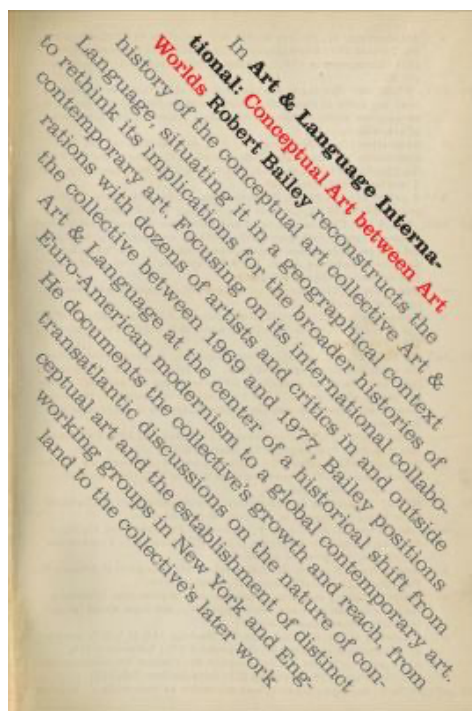 In Art & Language Interna-
tional: Conceptual Art between Art
Worlds Robert Bailey reconstructs the
history of the conceptual art collective Art &
Language, situating it in a geographical context
to rethink its implications for the broader histories of
contemporary art. Focusing on its international collabo-
rations with dozens of artists and critics in and outside
the collective between 1969 and 1977, Bailey positions
Art & Language at the center of a historical shift from
Euro-American modernism to a global contemporary art.
He documents the collective's growth and reach, from
transatlantic discussions on the nature of con-
ceptual art and the establishment of distinct
working groups in New York and Eng-
land to the collective's later work